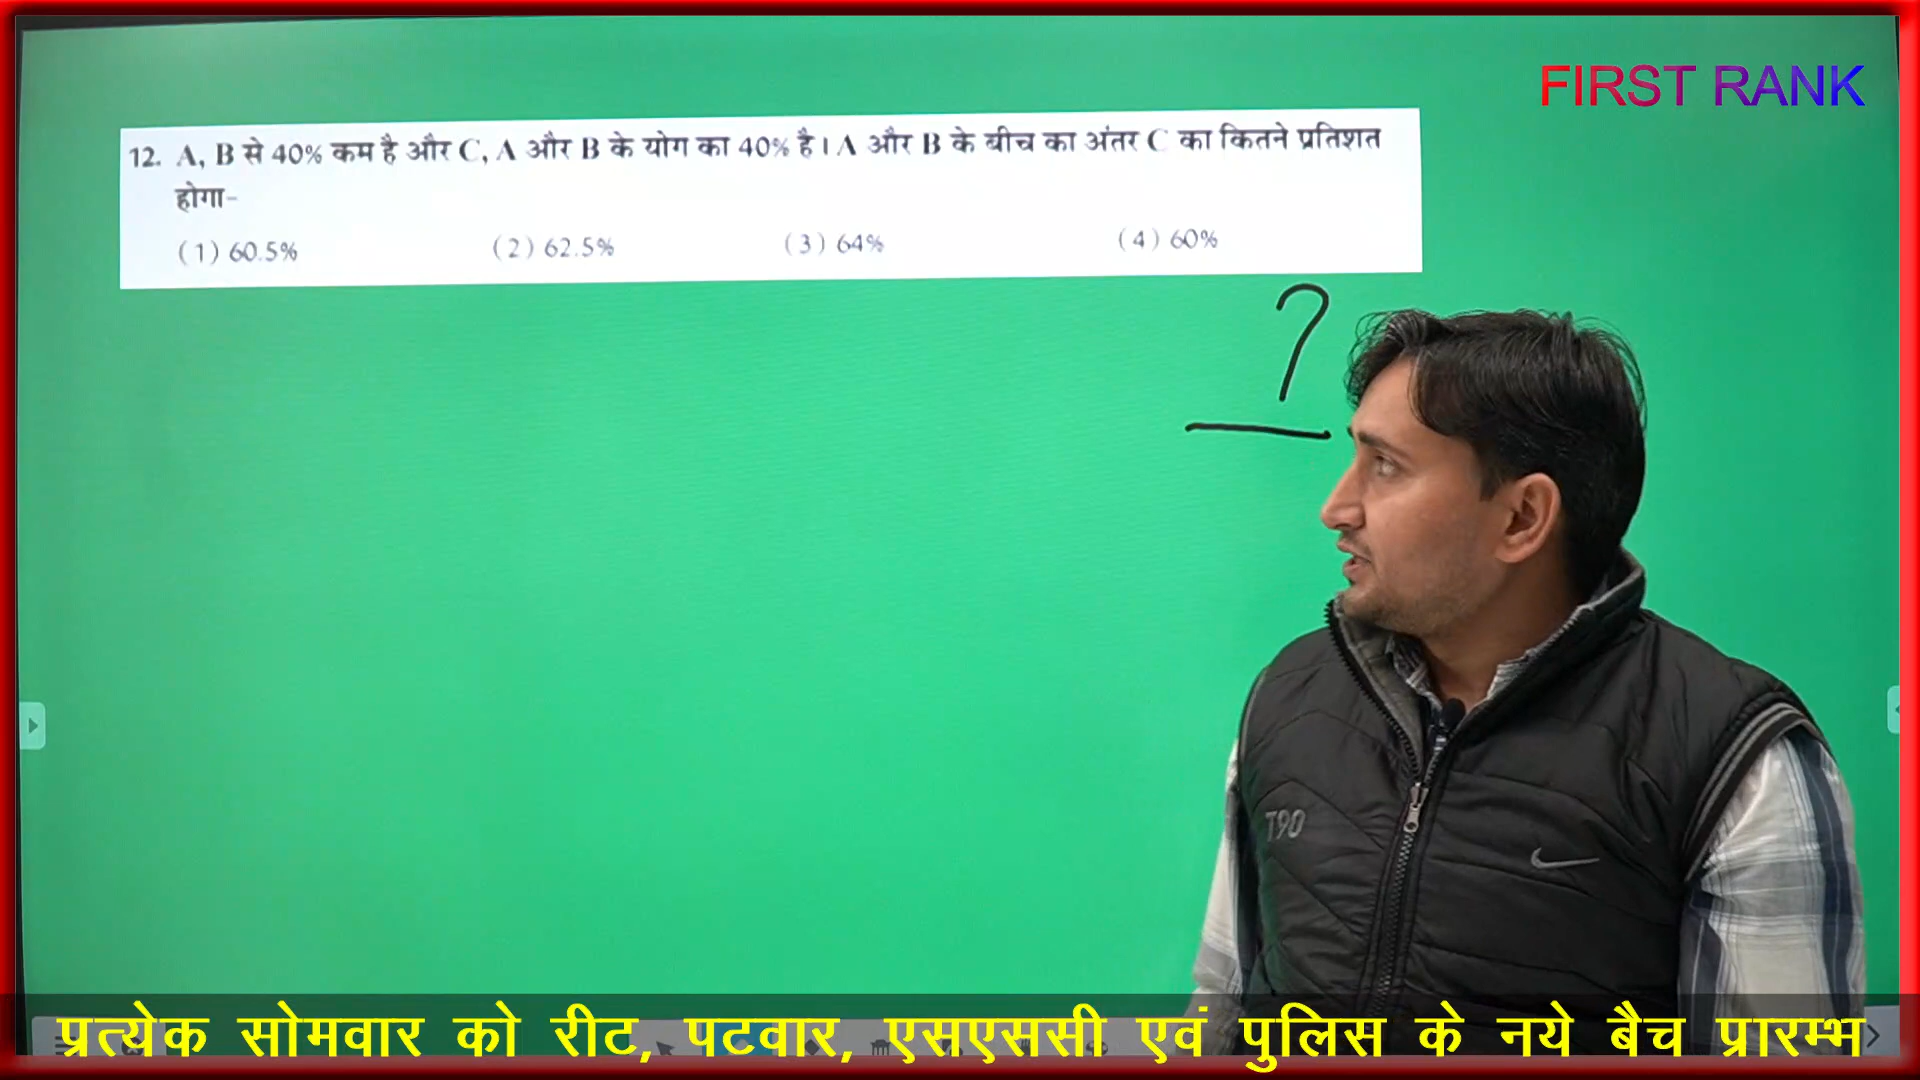 FIRST RANK
12. A, B से 40% कम है और C, A और B के योग का 40% है। A और B के बीच का अंतर C का कितने प्रतिशत
होगा-
(1) 60.5% (2) 62.5% (3) 64% (4) 60%
?
T90
प्रत्येक सोमवार को रीट, पटवार, एसएससी एवं पुलिस के नये बैच प्रारम्भ